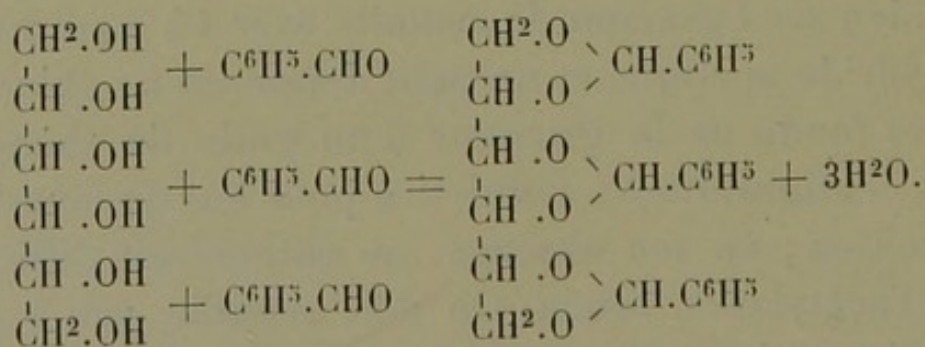 CH².OH CH².O
CH .OH + C⁶H⁵.CHO CH .O CH.C⁶H⁵
CH .OH CH .O
CH .OH + C⁶H⁵.CHO = CH .O CH.C⁶H⁵ + 3H²O.
CH .OH CH .O
CH².OH + C⁶H⁵.CHO CH².O CH.C⁶H⁵